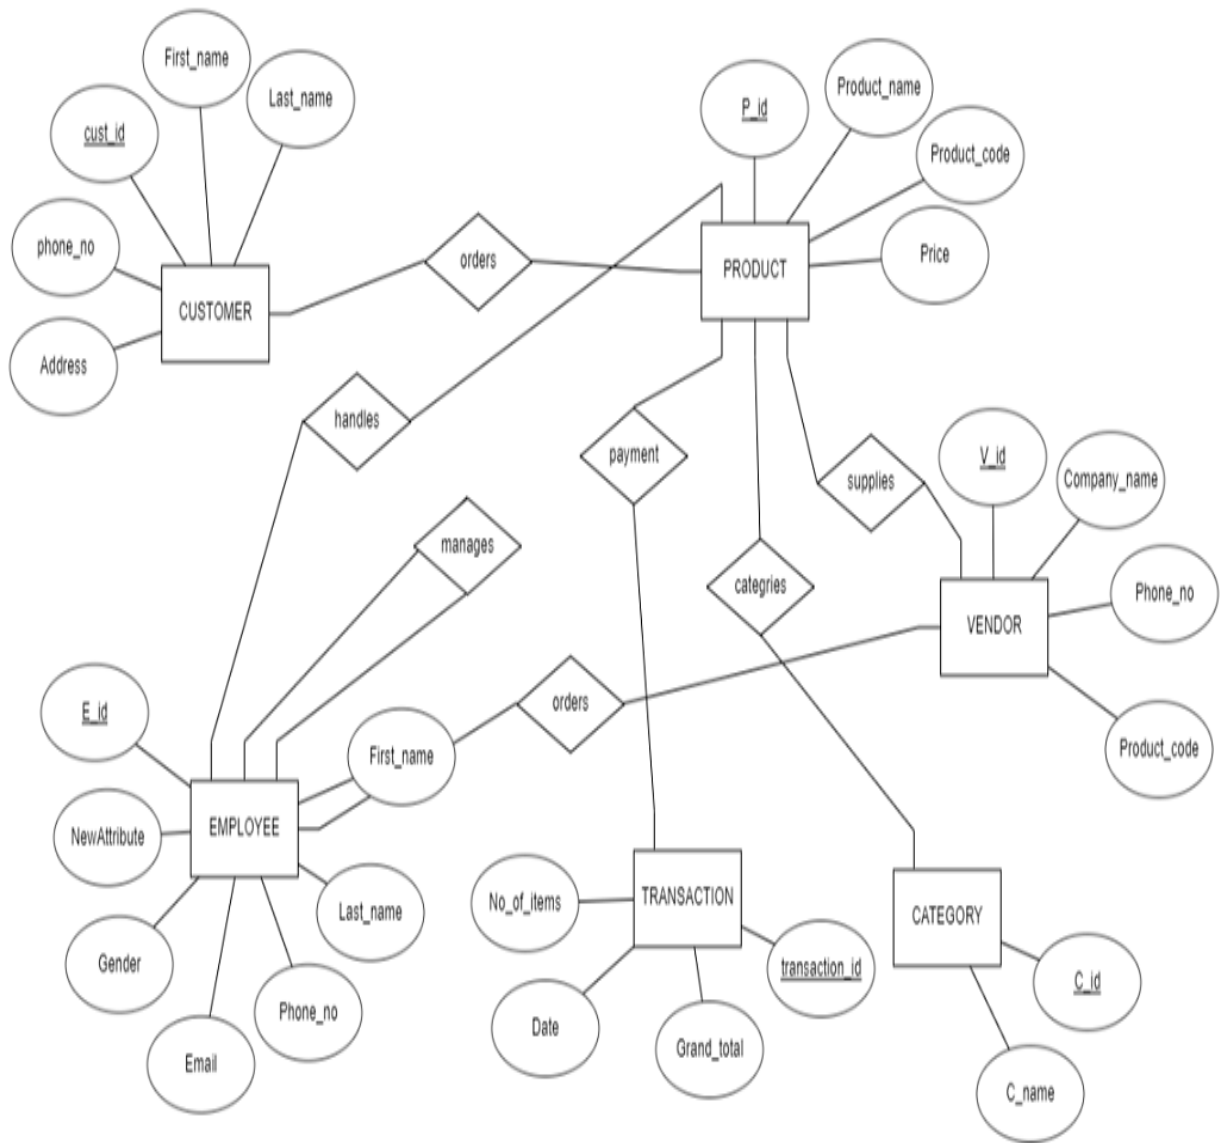 First_name
Last_name
cust_id
phone_no
Address
CUSTOMER
orders
P_id
Product_name
Product_code
Price
PRODUCT
handles
payment
supplies
V_id
Company_name
Phone_no
manages
categries
VENDOR
Product_code
orders
E_id
First_name
NewAttribute
EMPLOYEE
Last_name
Gender
Phone_no
Email
No_of_items
TRANSACTION
transaction_id
Date
Grand_total
CATEGORY
C_id
C_name